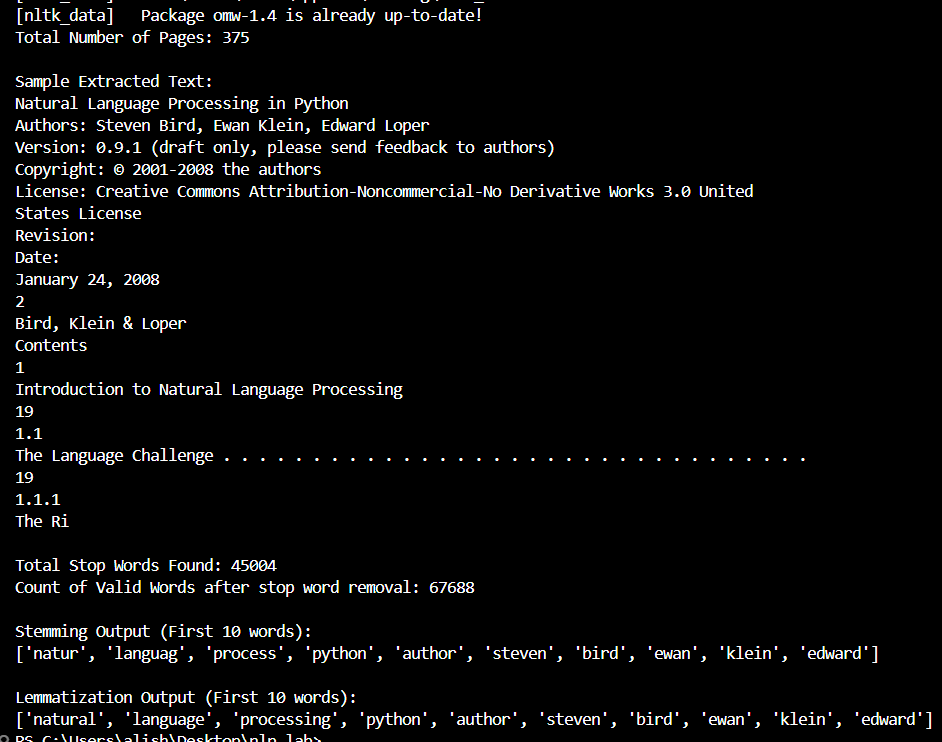 [nltk_data]   Package omw-1.4 is already up-to-date!
Total Number of Pages: 375
Sample Extracted Text:
Natural Language Processing in Python
Authors: Steven Bird, Ewan Klein, Edward Loper
Version: 0.9.1 (draft only, please send feedback to authors)
Copyright: © 2001-2008 the authors
License: Creative Commons Attribution-Noncommercial-No Derivative Works 3.0 United
States License
Revision:
Date:
January 24, 2008
2
Bird, Klein & Loper
Contents
1
Introduction to Natural Language Processing
19
1.1
The Language Challenge . . . . . . . . . . . . . . . . . . . . . . . . . . . . . . . . .
19
1.1.1
The Ri
Total Stop Words Found: 45004
Count of Valid Words after stop word removal: 67688
Stemming Output (First 10 words):
['natur', 'languag', 'process', 'python', 'author', 'steven', 'bird', 'ewan', 'klein', 'edward']
Lemmatization Output (First 10 words):
['natural', 'language', 'processing', 'python', 'author', 'steven', 'bird', 'ewan', 'klein', 'edward']
PS C:\Users\alish\Desktop\nlp lab>